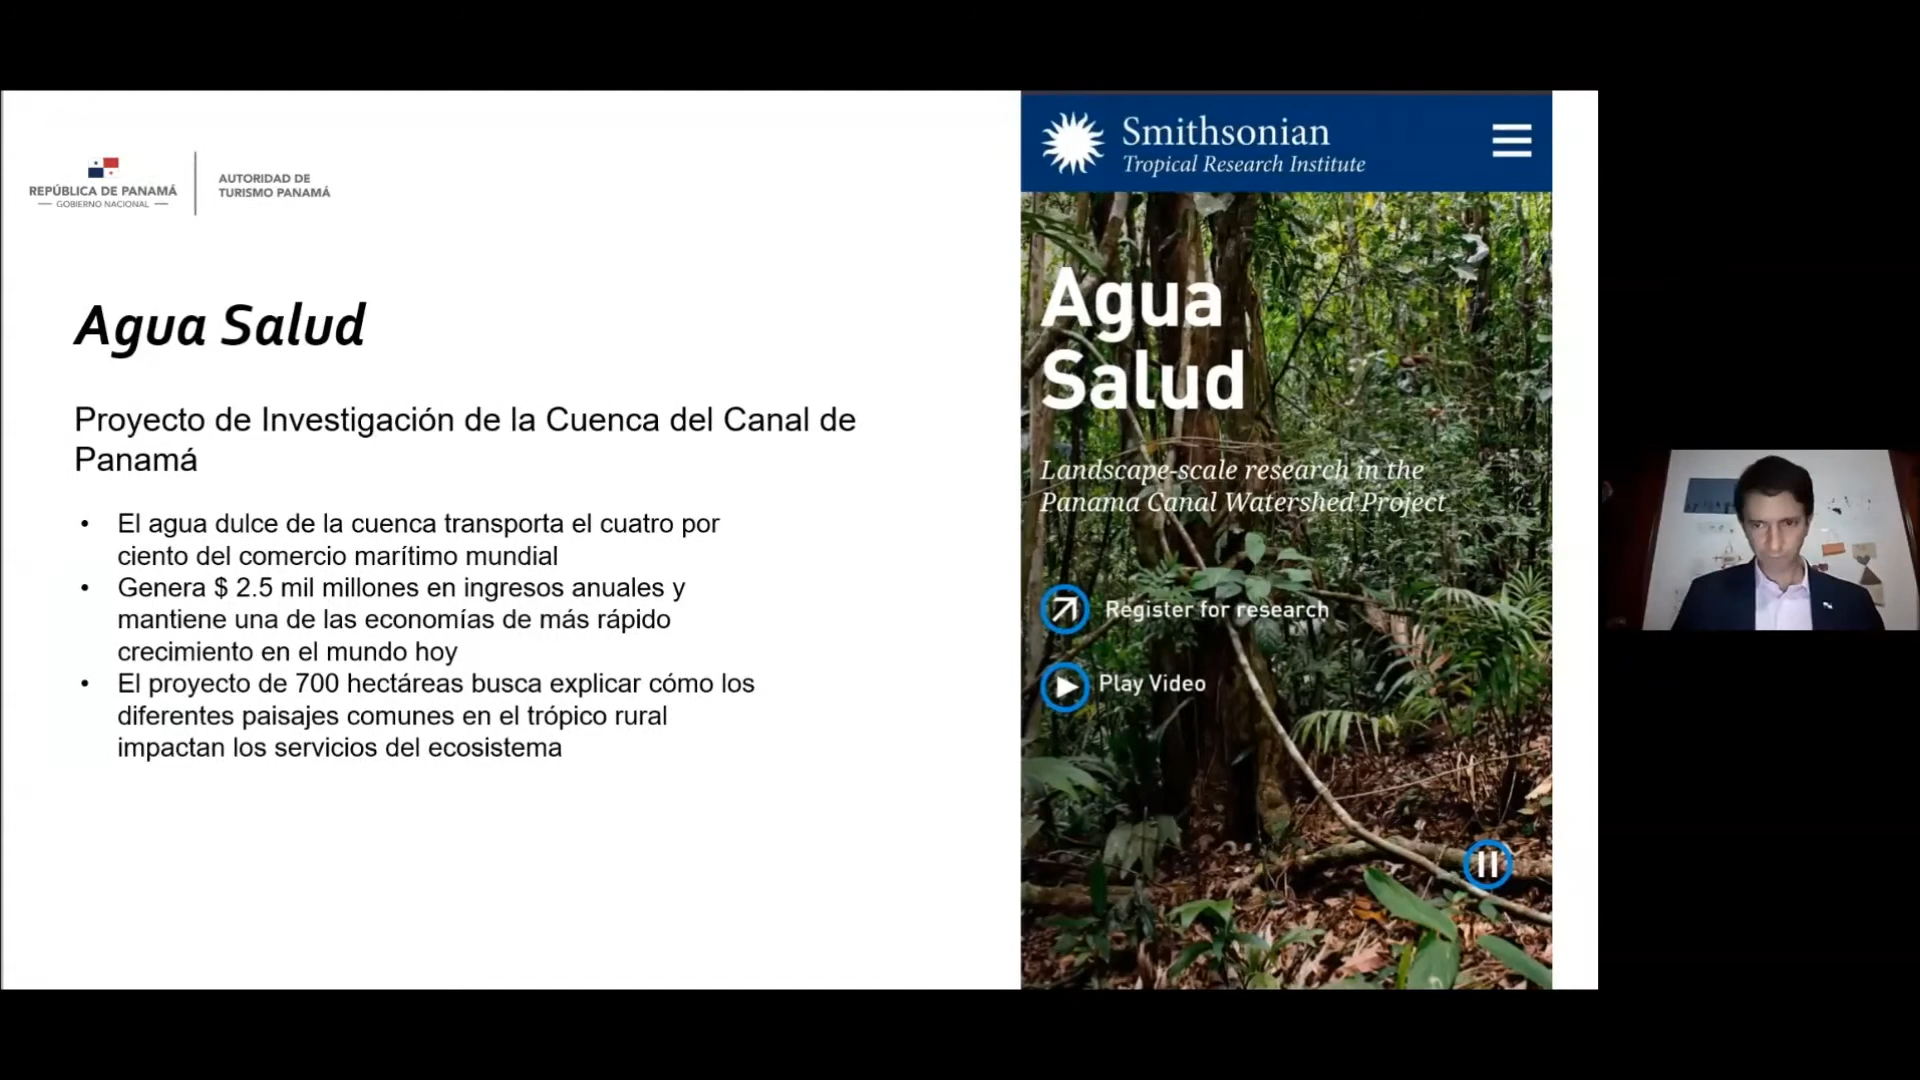 REPÚBLICA DE PANAMÁ
GOBIERNO NACIONAL
AUTORIDAD DE
TURISMO PANAMÁ
Agua Salud
Proyecto de Investigación de la Cuenca del Canal de
Panamá
• El agua dulce de la cuenca transporta el cuatro por
ciento del comercio marítimo mundial
• Genera $ 2.5 mil millones en ingresos anuales y
mantiene una de las economías de más rápido
crecimiento en el mundo hoy
• El proyecto de 700 hectáreas busca explicar cómo los
diferentes paisajes comunes en el trópico rural
impactan los servicios del ecosistema
Smithsonian
Tropical Research Institute
Agua
Salud
Landscape-scale research in the
Panama Canal Watershed Project
Register for research
Play Video